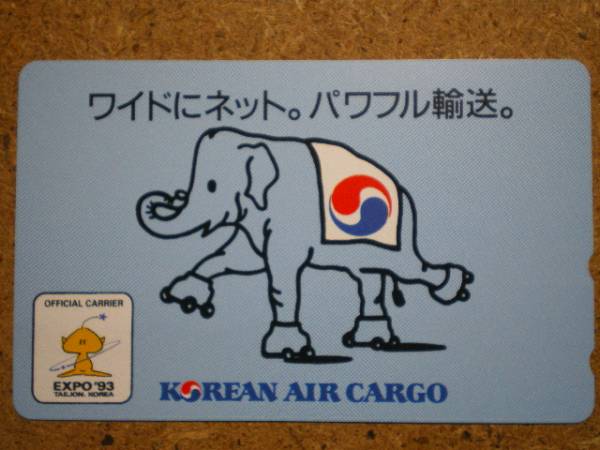 ワイドにネット。パワフル輸送。
OFFICIAL CARRIER
EXPO '93
TAEJON, KOREA
KOREAN AIR CARGO